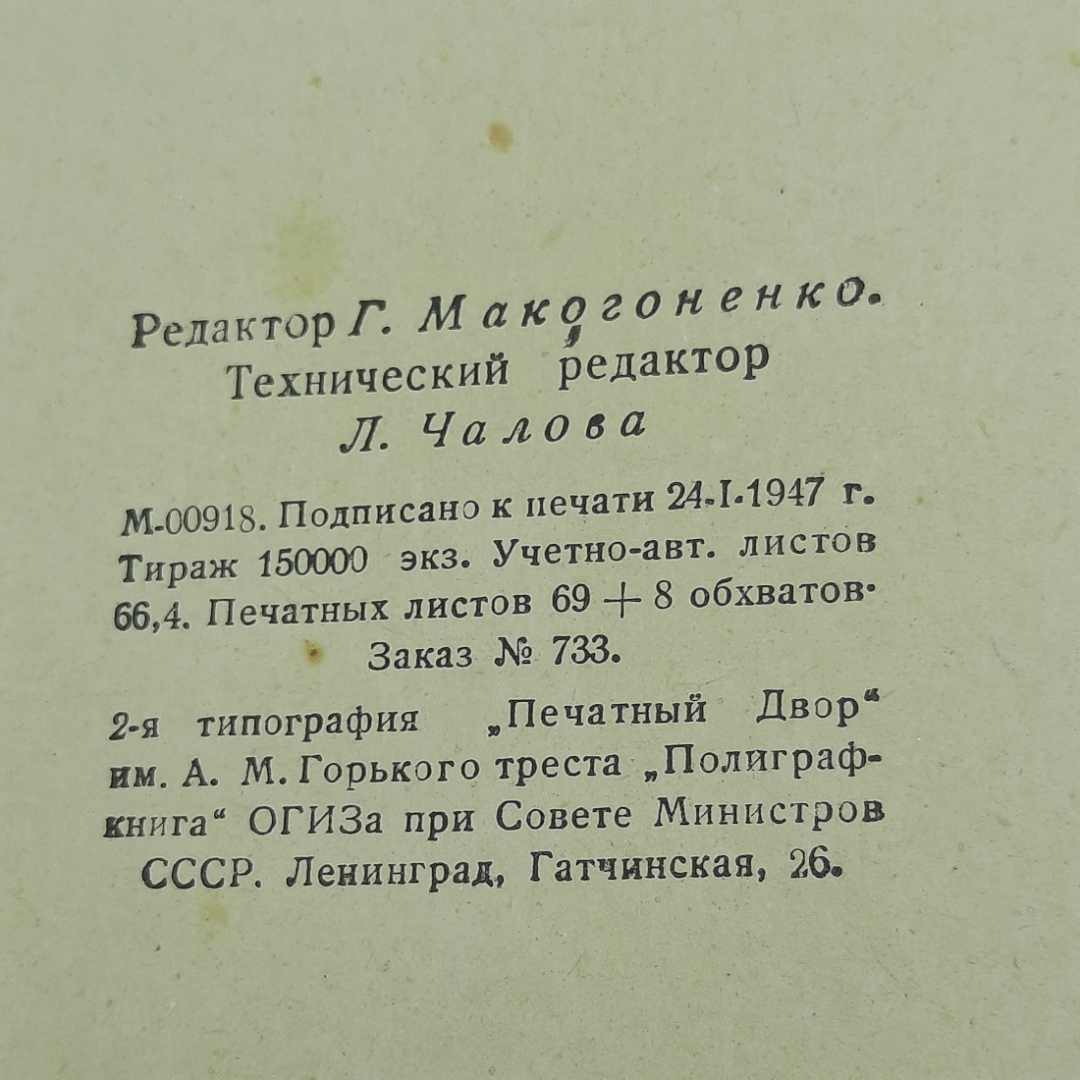 Редактор Г. Макогоненко.
Технический редактор
Л. Чалова
М-00918. Подписано к печати 24-I-1947 г.
Тираж 150000 экз. Учетно-авт. листов
66,4. Печатных листов 69 + 8 обхватов.
Заказ № 733.
2-я типография „Печатный Двор“
им. А. М. Горького треста „Полиграф-
книга“ ОГИЗа при Совете Министров
СССР. Ленинград, Гатчинская, 26.